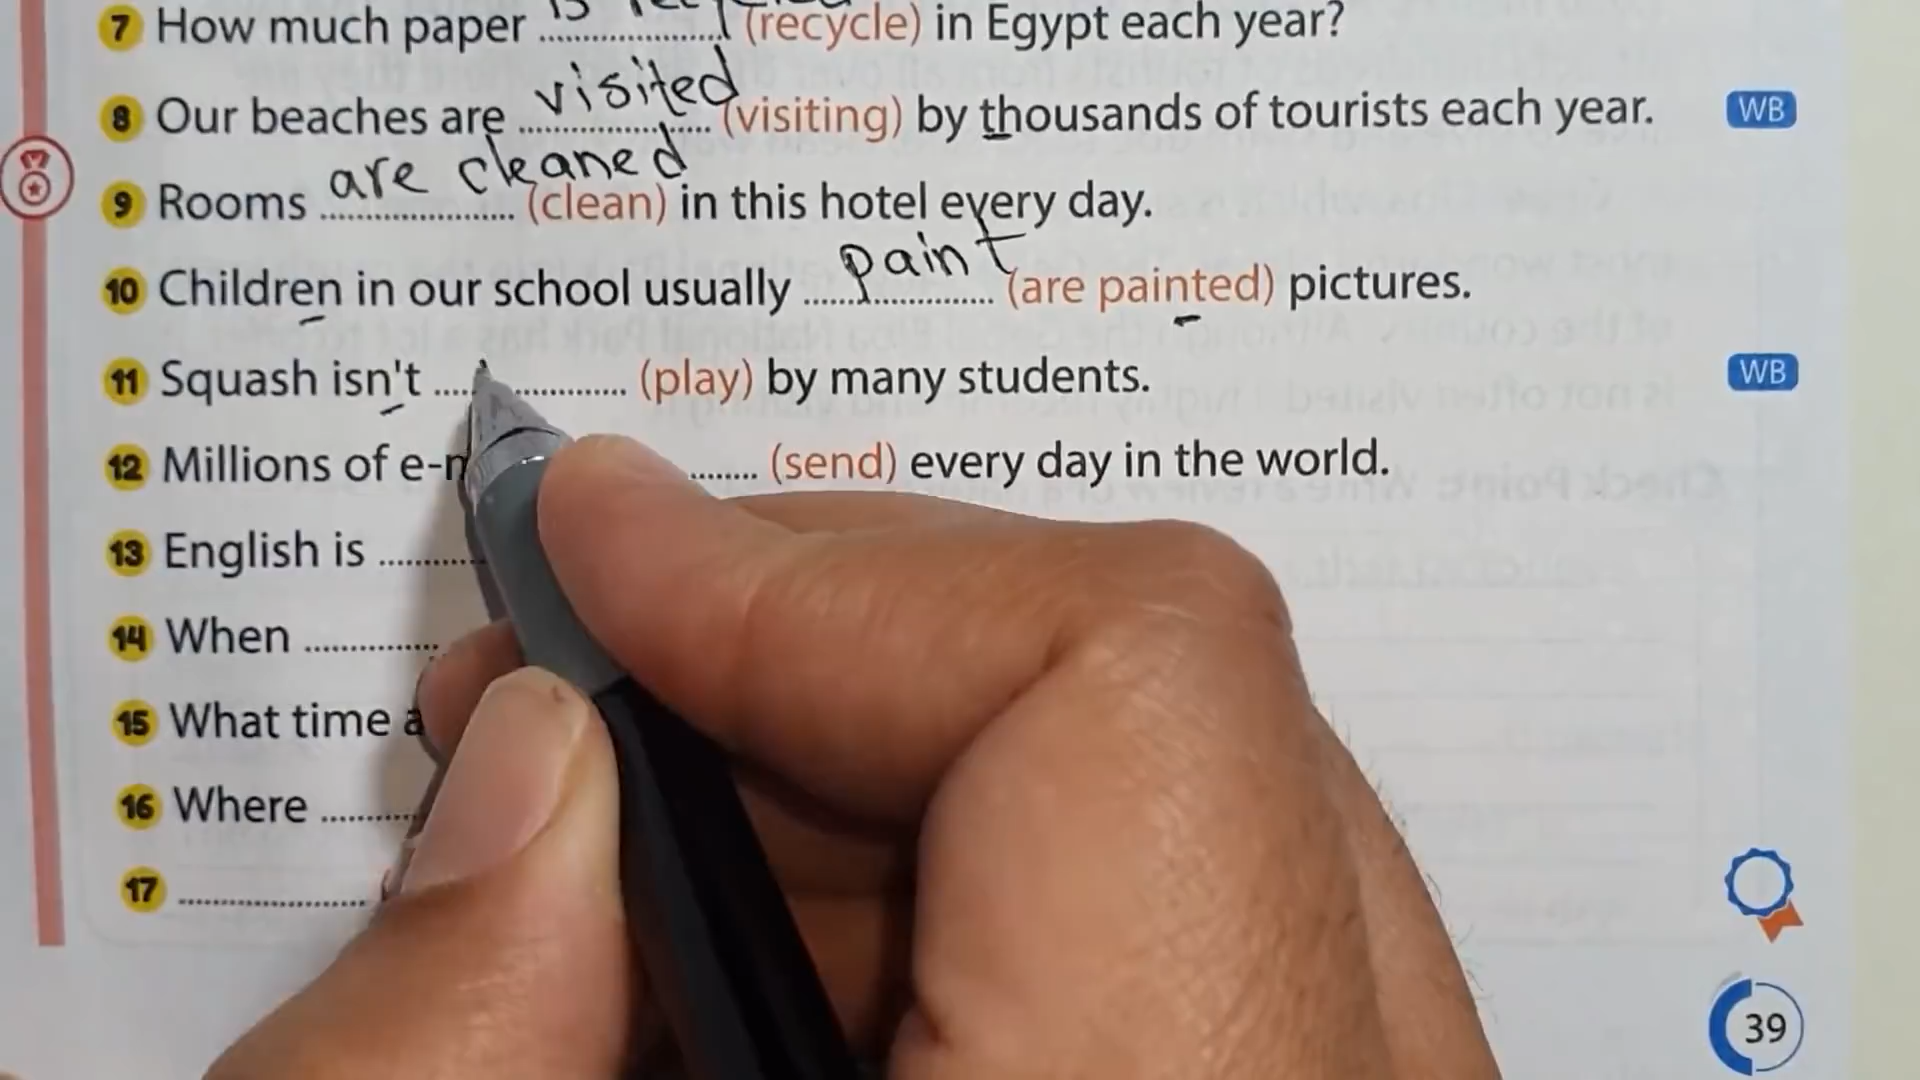 7 How much paper is .................... (recycle) in Egypt each year?
visited
8 Our beaches are .................... (visiting) by thousands of tourists each year. WB
are cleaned
9 Rooms .................... (clean) in this hotel every day.
paint
10 Children in our school usually .................... (are painted) pictures.
11 Squash isn't .................... (play) by many students. WB
12 Millions of ........ (send) every day in the world.
13 English is ...........
14 When ..............
15 What time
16 Where ..........
17 ....................
39